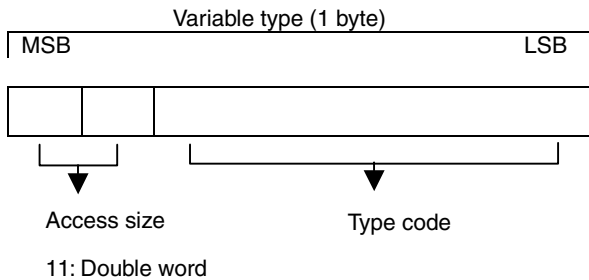 Variable type (1 byte)
MSB LSB
Access size Type code
11: Double word